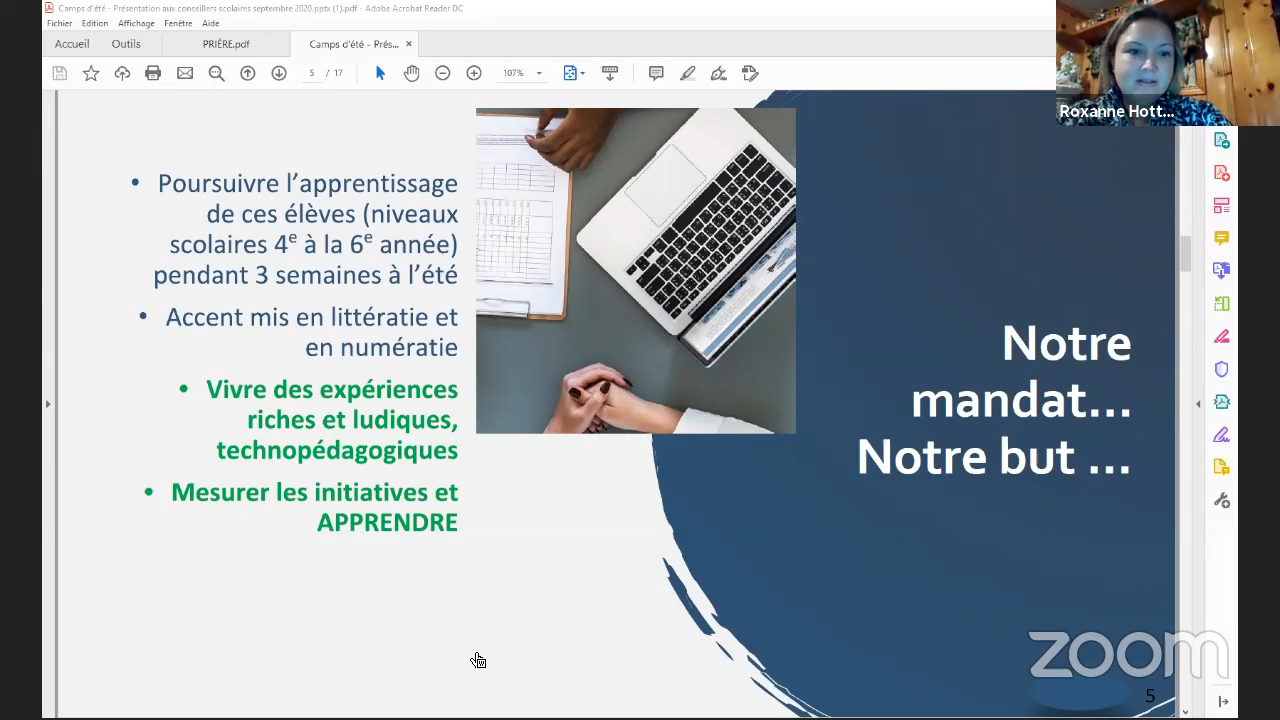 Camps d'été - Présentation aux conseillers scolaires septembre 2020.pptx (1).pdf - Adobe Acrobat Reader DC
Fichier Edition Affichage Fenêtre Aide
Accueil Outils PRIÈRE.pdf Camps d'été - Prés... ×
5 / 17 107%
Roxanne Hott...
• Poursuivre l'apprentissage
de ces élèves (niveaux
scolaires 4e à la 6e année)
pendant 3 semaines à l'été
• Accent mis en littératie et
en numératie
• Vivre des expériences
riches et ludiques,
technopédagogiques
• Mesurer les initiatives et
APPRENDRE
Notre
mandat...
Notre but ...
zoom
5